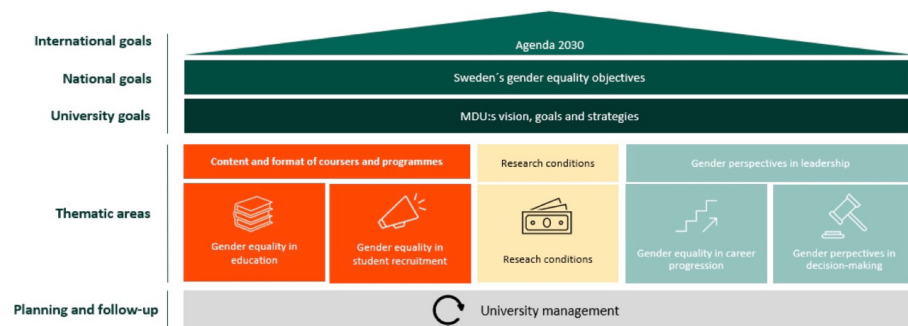 International goals
Agenda 2030
National goals
Sweden´s gender equality objectives
University goals
MDU:s vision, goals and strategies
Thematic areas
Content and format of coursers and programmes
Research conditions
Gender perspectives in leadership
Gender equality in
education
Gender equality in
student recruitment
Reseach conditions
Gender equality in career
progression
Gender perpectives in
decision-making
Planning and follow-up
University management